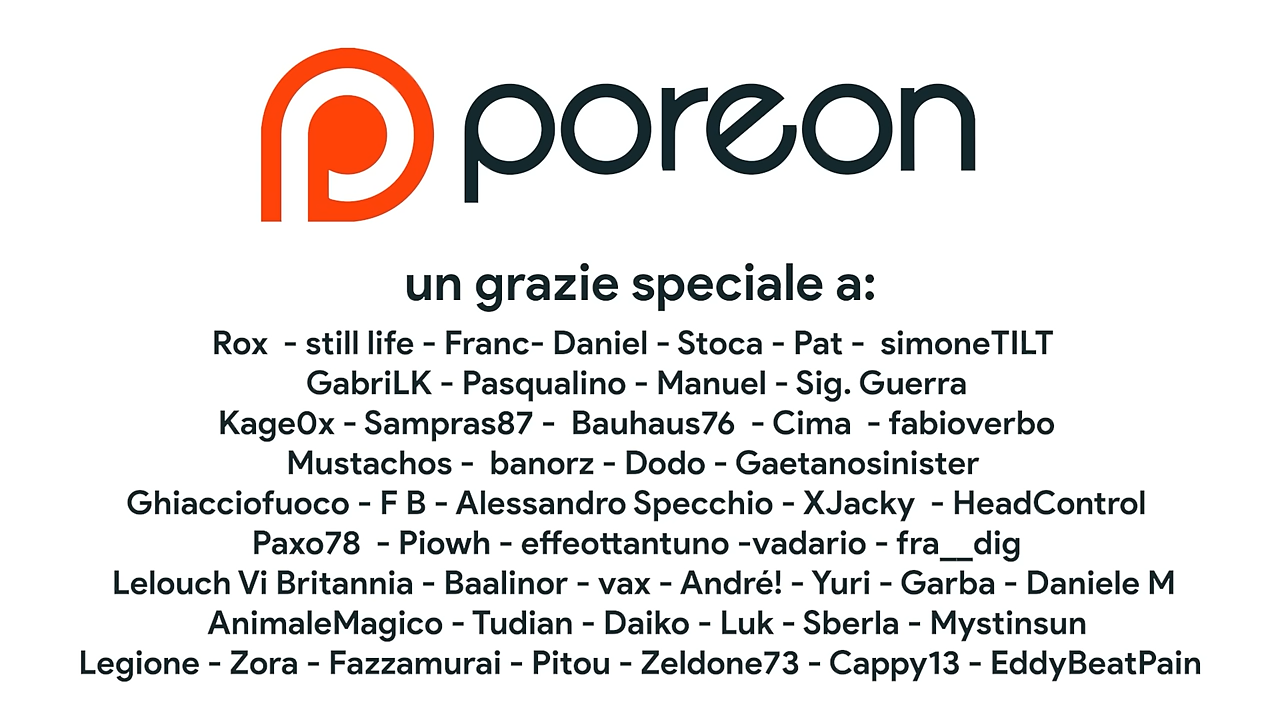 poreon
un grazie speciale a:
Rox - still life - Franc- Daniel - Stoca - Pat - simoneTILT
GabriLK - Pasqualino - Manuel - Sig. Guerra
Kage0x - Sampras87 - Bauhaus76 - Cima - fabioverbo
Mustachos - banorz - Dodo - Gaetanosinister
Ghiacciofuoco - F B - Alessandro Specchio - XJacky - HeadControl
Paxo78 - Piowh - effeottantuno -vadario - fra__dig
Lelouch Vi Britannia - Baalinor - vax - André! - Yuri - Garba - Daniele M
AnimaleMagico - Tudian - Daiko - Luk - Sberla - Mystinsun
Legione - Zora - Fazzamurai - Pitou - Zeldone73 - Cappy13 - EddyBeatPain